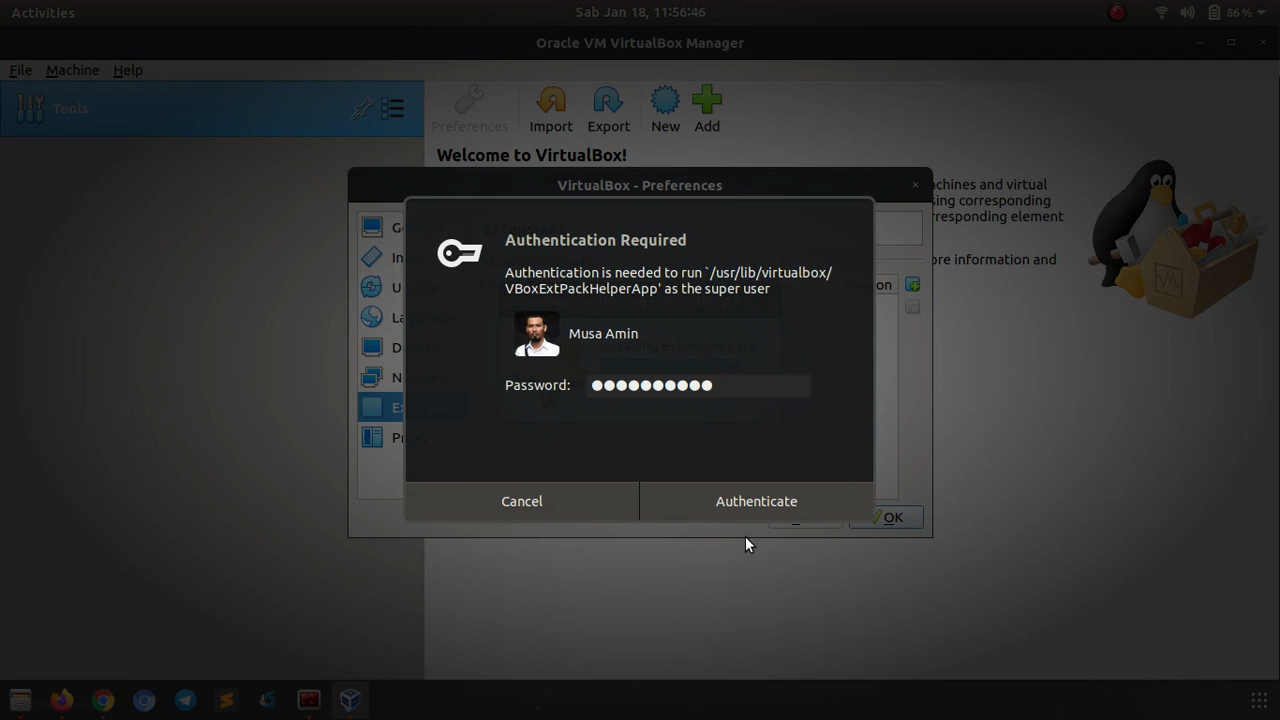 Activities
Sab Jan 18, 11:56:46
86%
Oracle VM VirtualBox Manager
File Machine Help
Tools
Preferences
Import
Export
New
Add
Welcome to VirtualBox!
achines and virtual
sing corresponding
rresponding element
ore information and
VirtualBox - Preferences
Authentication Required
Authentication is needed to run `/usr/lib/virtualbox/
VBoxExtPackHelperApp' as the super user
Musa Amin
Password:
Cancel
Authenticate
OK